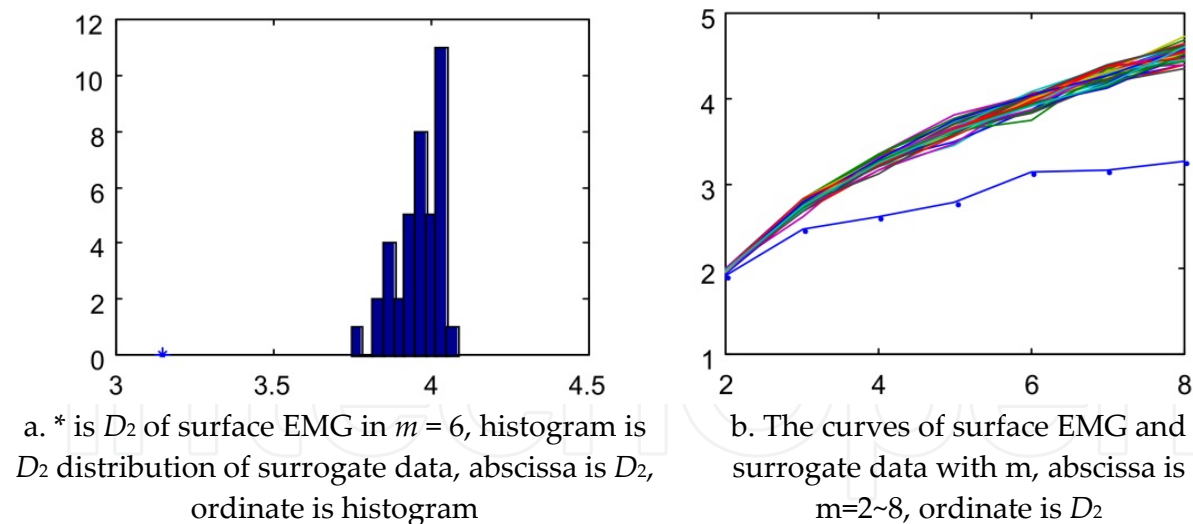 12
10
8
6
4
2
0
3
3.5
4
4.5
a. * is D2 of surface EMG in m = 6, histogram is
D2 distribution of surrogate data, abscissa is D2,
ordinate is histogram
5
4
3
2
1
2
4
6
8
b. The curves of surface EMG and
surrogate data with m, abscissa is
m=2~8, ordinate is D2
intechopen